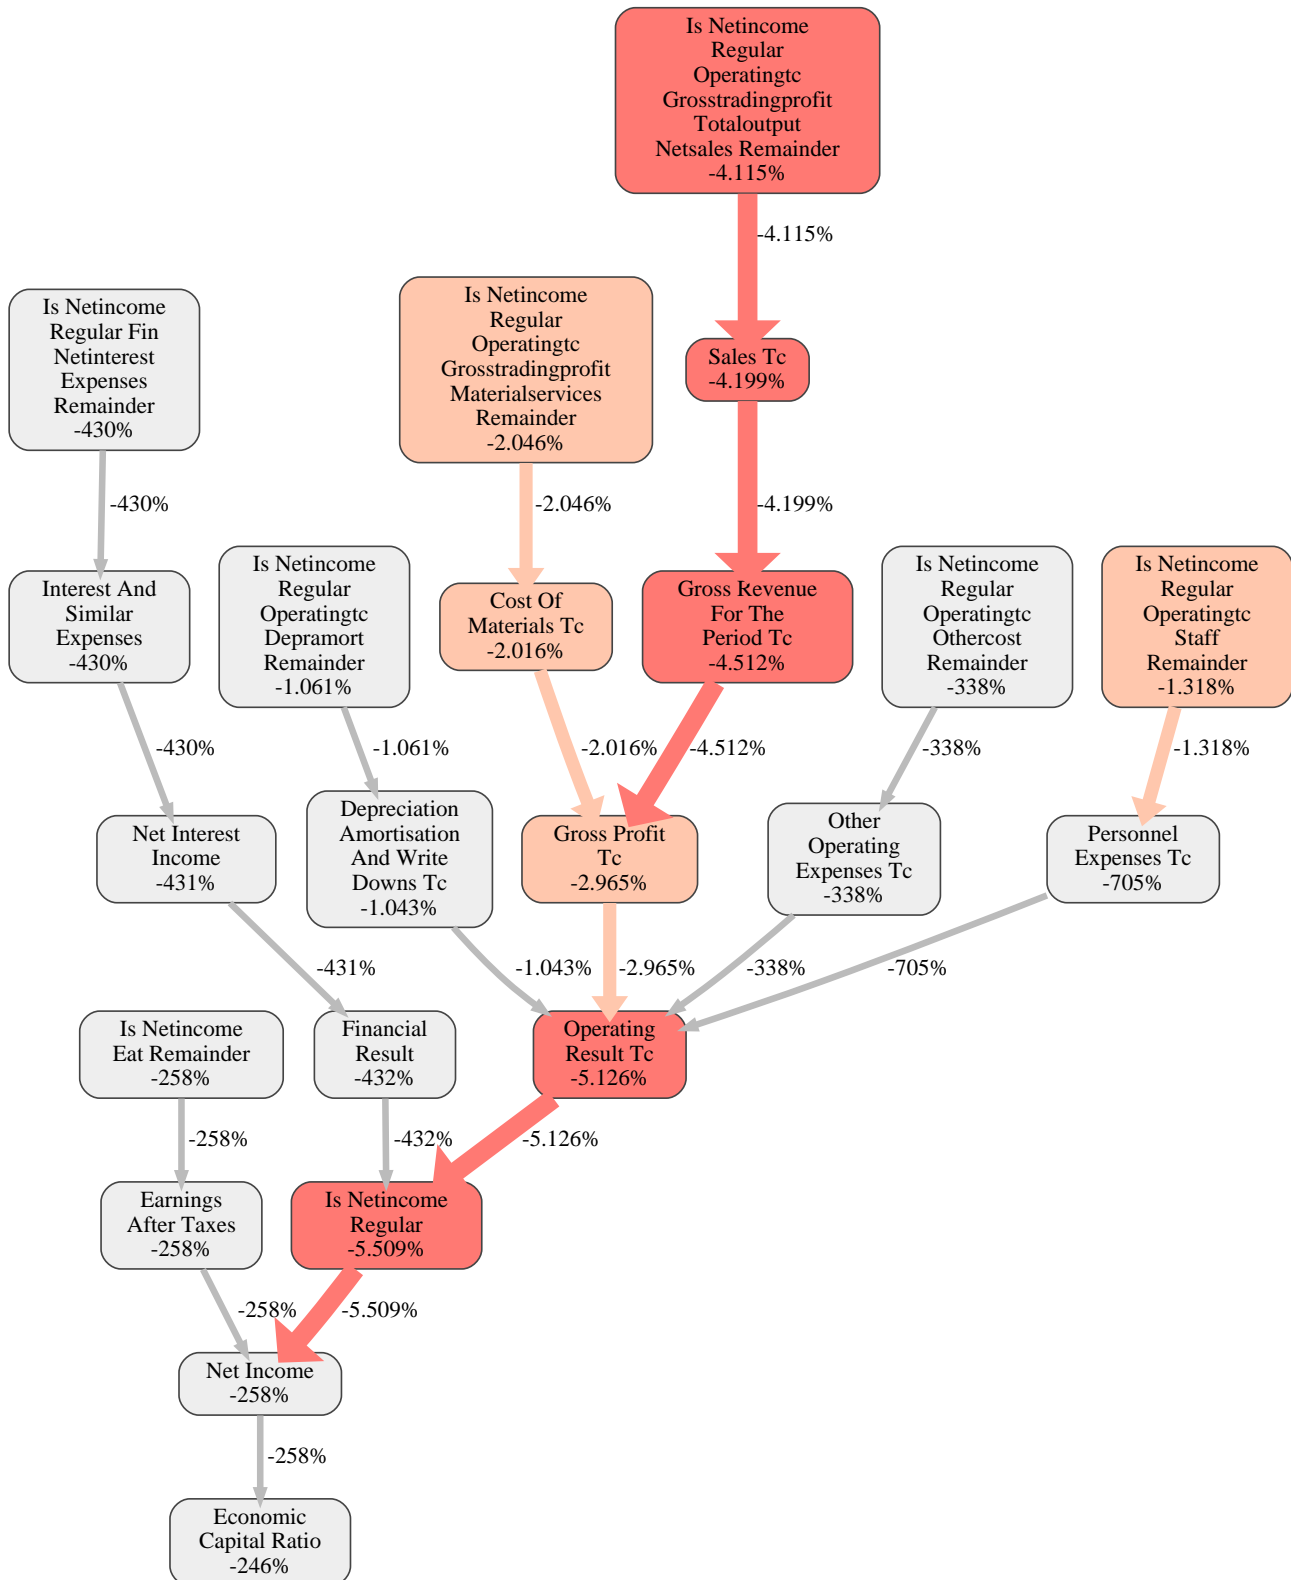 Is Netincome
Regular
Operatingtc
Grosstradingprofit
Totaloutput
Netsales Remainder
-4.115%
-4.115%
Is Netincome
Regular Fin
Netinterest
Expenses
Remainder
-430%
Is Netincome
Regular
Operatingtc
Grosstradingprofit
Materialservices
Remainder
-2.046%
Sales Tc
-4.199%
-430%
-2.046%
-4.199%
Interest And
Similar
Expenses
-430%
Is Netincome
Regular
Operatingtc
Depramort
Remainder
-1.061%
Cost Of
Materials Tc
-2.016%
Gross Revenue
For The
Period Tc
-4.512%
Is Netincome
Regular
Operatingtc
Othercost
Remainder
-338%
Is Netincome
Regular
Operatingtc
Staff
Remainder
-1.318%
-430%
-1.061%
-2.016%
-4.512%
-338%
-1.318%
Net Interest
Income
-431%
Depreciation
Amortisation
And Write
Downs Tc
-1.043%
Gross Profit
Tc
-2.965%
Other
Operating
Expenses Tc
-338%
Personnel
Expenses Tc
-705%
-431%
-1.043%
-2.965%
-338%
-705%
Is Netincome
Eat Remainder
-258%
Financial
Result
-432%
Operating
Result Tc
-5.126%
-258%
-432%
-5.126%
Earnings
After Taxes
-258%
Is Netincome
Regular
-5.509%
-258%
-5.509%
Net Income
-258%
-258%
Economic
Capital Ratio
-246%